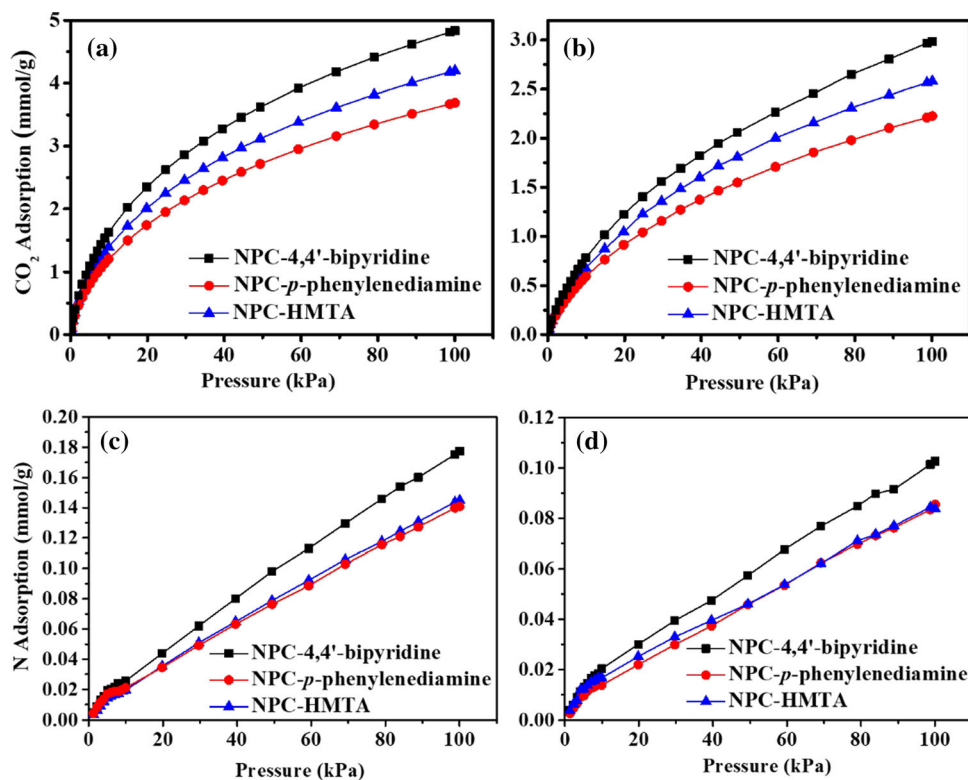 (a)
CO2 Adsorption (mmol/g)
5
4
3
2
1
0
NPC-4,4'-bipyridine
NPC-p-phenylenediamine
NPC-HMTA
0 20 40 60 80 100
Pressure (kPa)
(b)
3.0
2.5
2.0
1.5
1.0
0.5
0.0
NPC-4,4'-bipyridine
NPC-p-phenylenediamine
NPC-HMTA
0 20 40 60 80 100
Pressure (kPa)
(c)
N Adsorption (mmol/g)
0.20
0.18
0.16
0.14
0.12
0.10
0.08
0.06
0.04
0.02
0.00
NPC-4,4'-bipyridine
NPC-p-phenylenediamine
NPC-HMTA
0 20 40 60 80 100
Pressure (kPa)
(d)
0.12
0.10
0.08
0.06
0.04
0.02
0.00
NPC-4,4'-bipyridine
NPC-p-phenylenediamine
NPC-HMTA
0 20 40 60 80 100
Pressure (kPa)